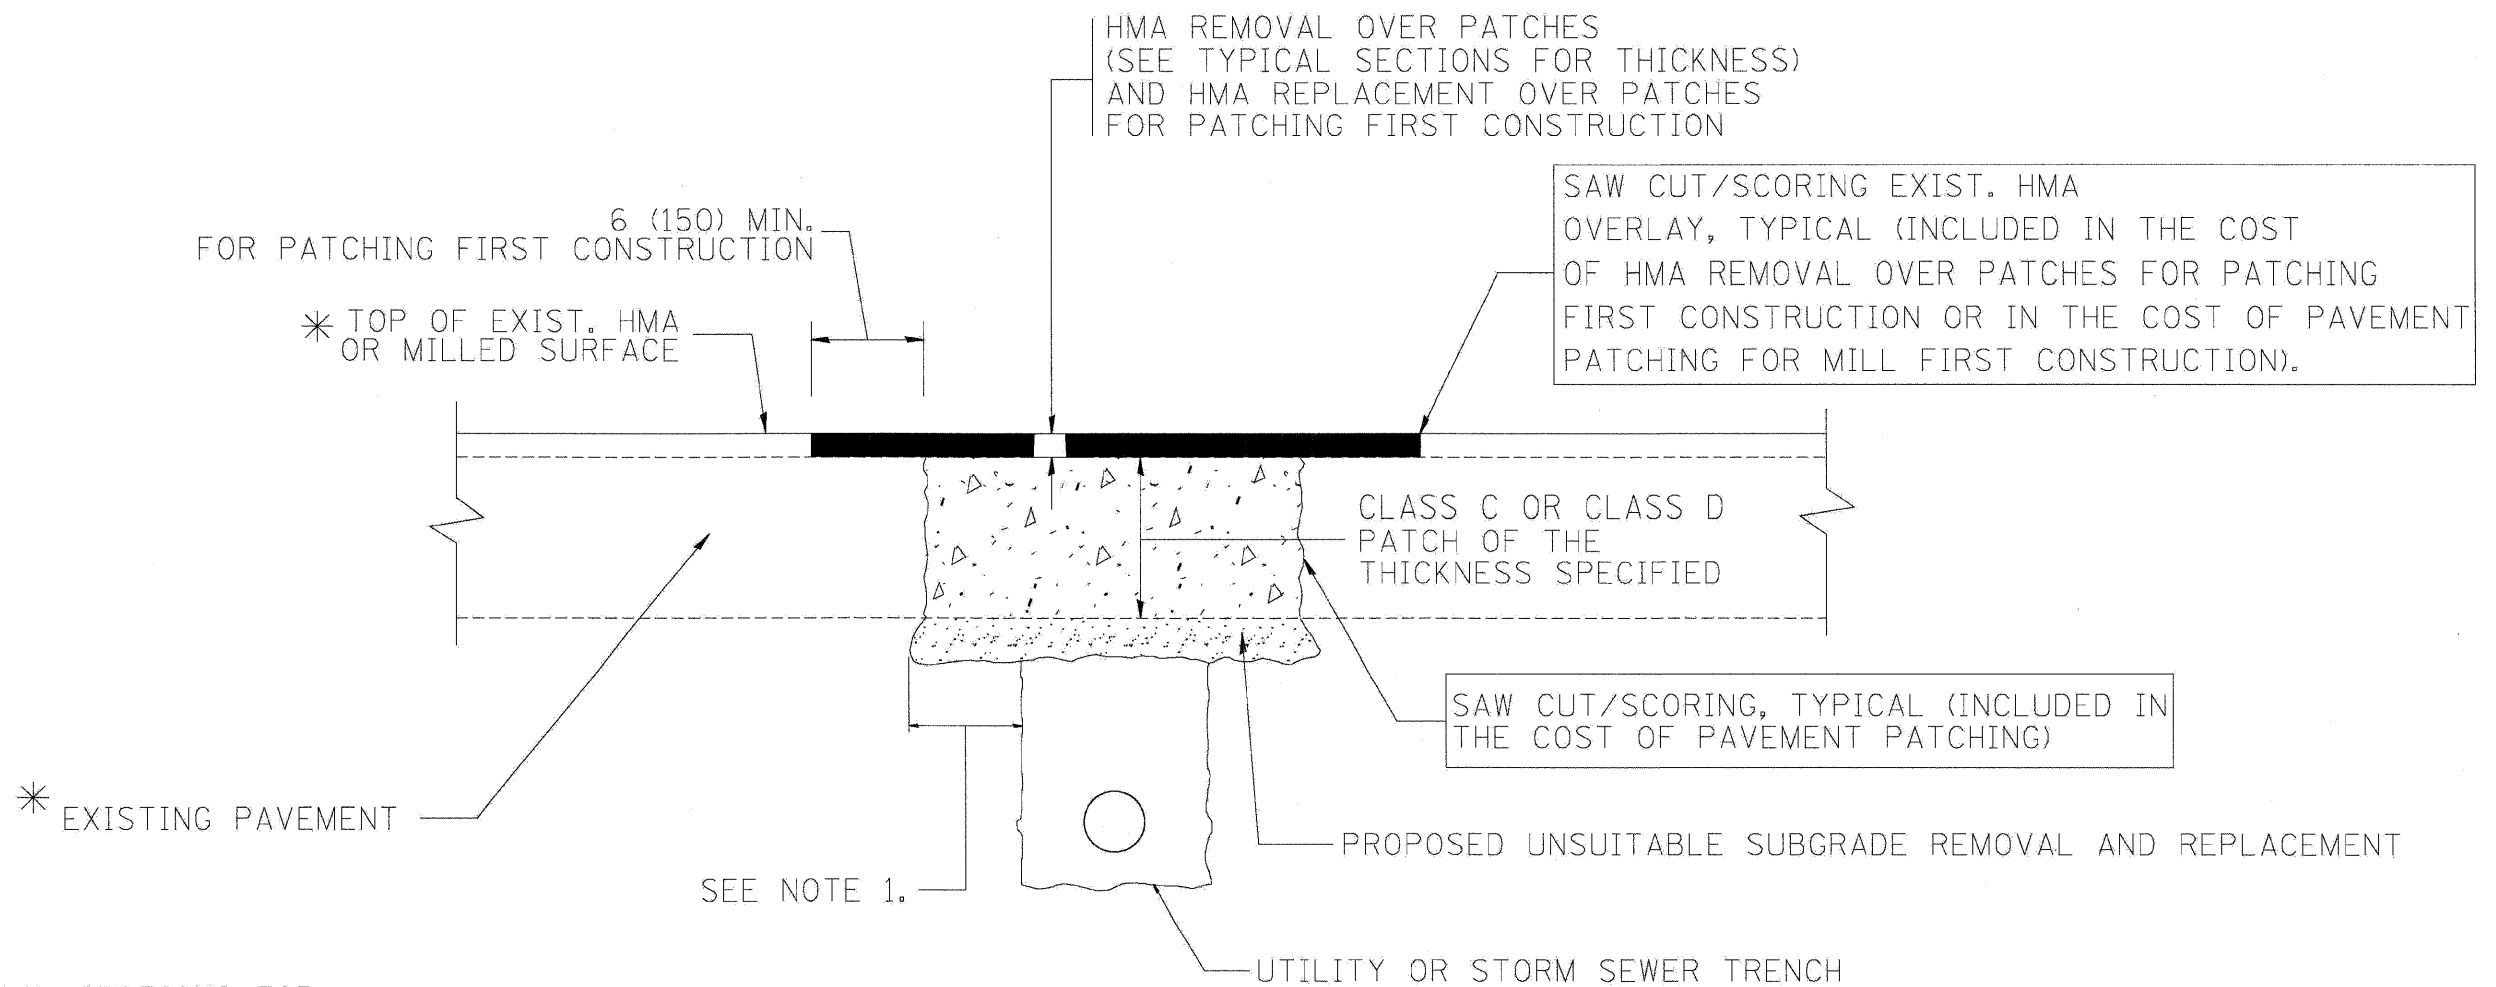 HMA REMOVAL OVER PATCHES
(SEE TYPICAL SECTIONS FOR THICKNESS)
AND HMA REPLACEMENT OVER PATCHES
FOR PATCHING FIRST CONSTRUCTION
SAW CUT/SCORING EXIST. HMA
OVERLAY, TYPICAL (INCLUDED IN THE COST
OF HMA REMOVAL OVER PATCHES FOR PATCHING
FIRST CONSTRUCTION OR IN THE COST OF PAVEMENT
PATCHING FOR MILL FIRST CONSTRUCTION).
6 (150) MIN.
FOR PATCHING FIRST CONSTRUCTION
* TOP OF EXIST. HMA
OR MILLED SURFACE
CLASS C OR CLASS D
PATCH OF THE
THICKNESS SPECIFIED
SAW CUT/SCORING, TYPICAL (INCLUDED IN
THE COST OF PAVEMENT PATCHING)
* EXISTING PAVEMENT
PROPOSED UNSUITABLE SUBGRADE REMOVAL AND REPLACEMENT
SEE NOTE 1.
UTILITY OR STORM SEWER TRENCH